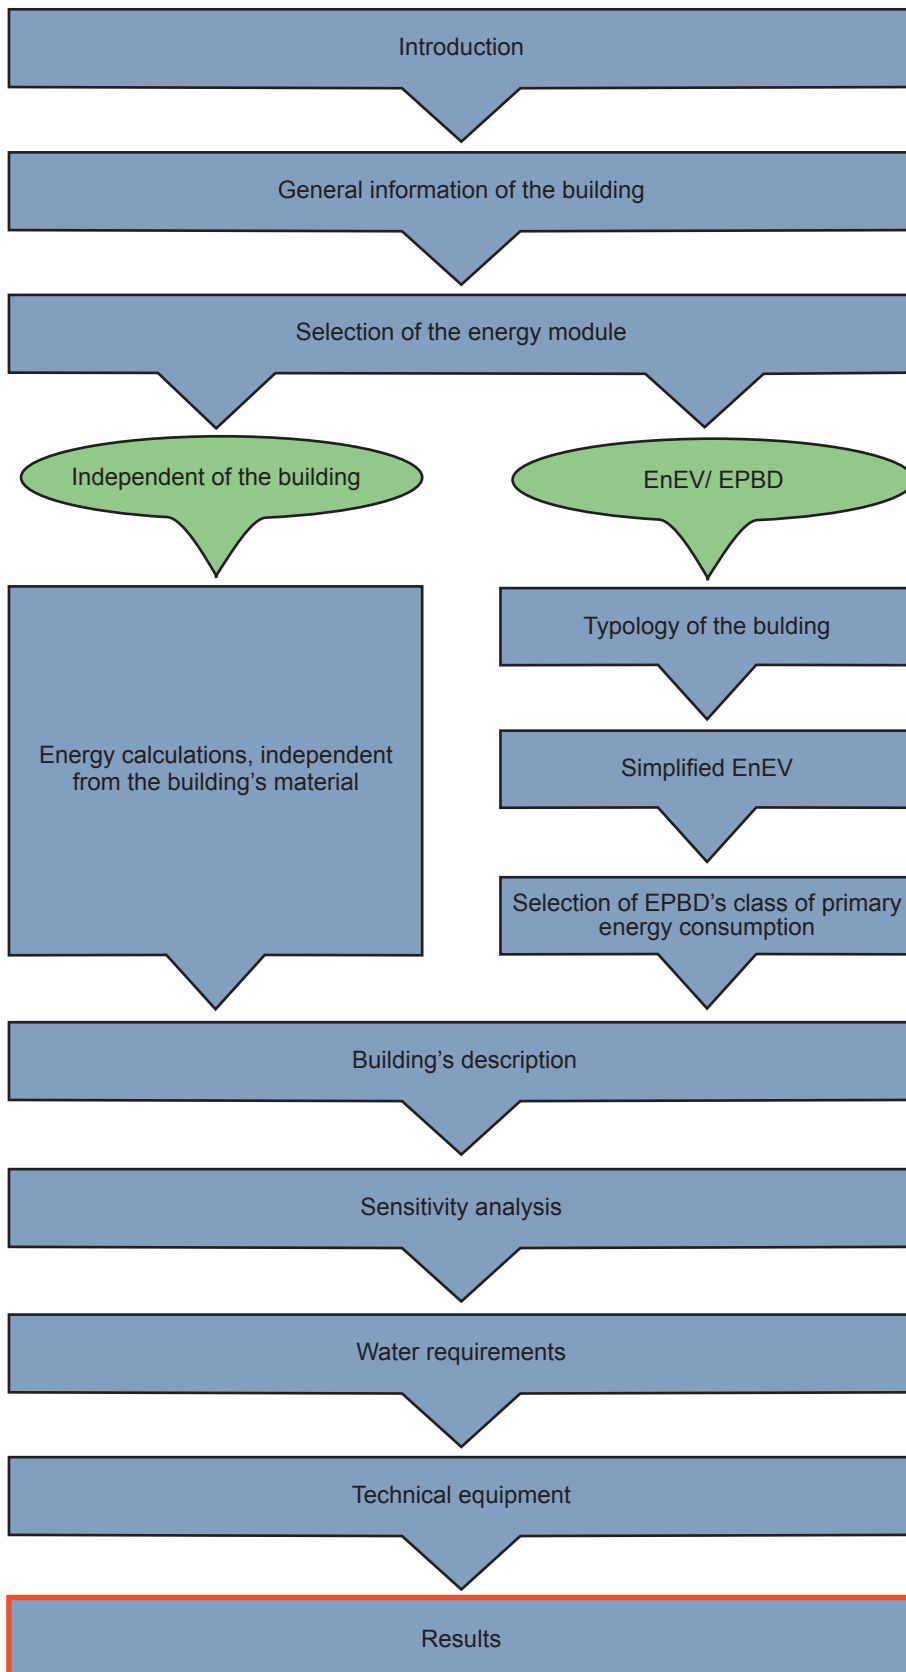 Introduction
General information of the building
Selection of the energy module
Independent of the building
EnEV/ EPBD
Energy calculations, independent
from the building’s material
Typology of the bulding
Simplified EnEV
Selection of EPBD’s class of primary
energy consumption
Building’s description
Sensitivity analysis
Water requirements
Technical equipment
Results